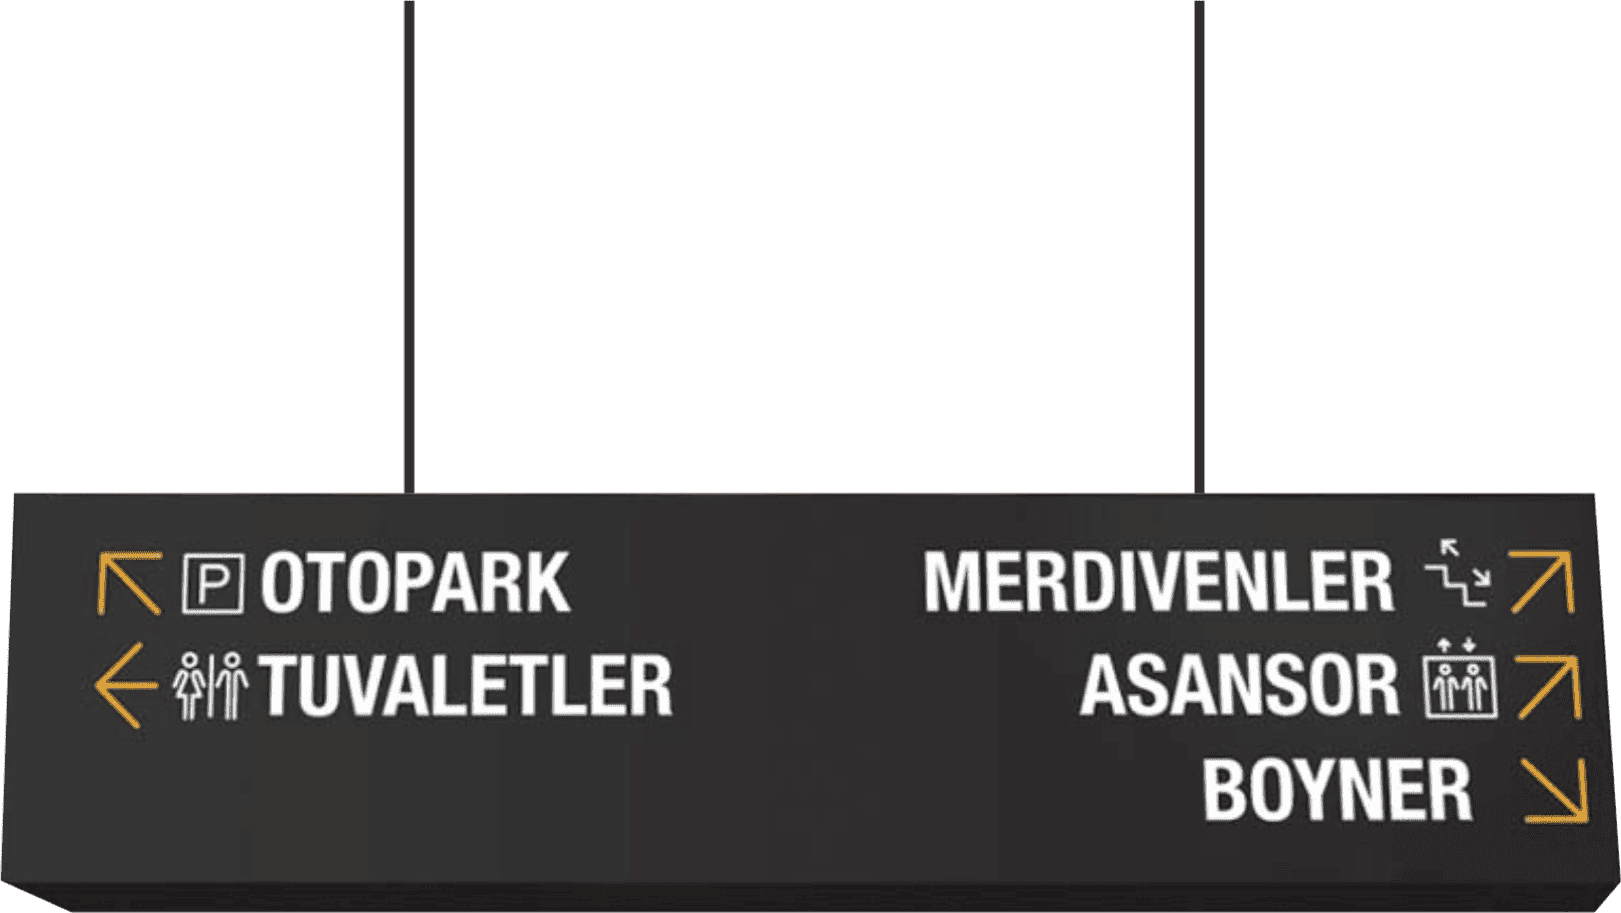 P OTOPARK
TUVALETLER
MERDIVENLER
ASANSOR
BOYNER